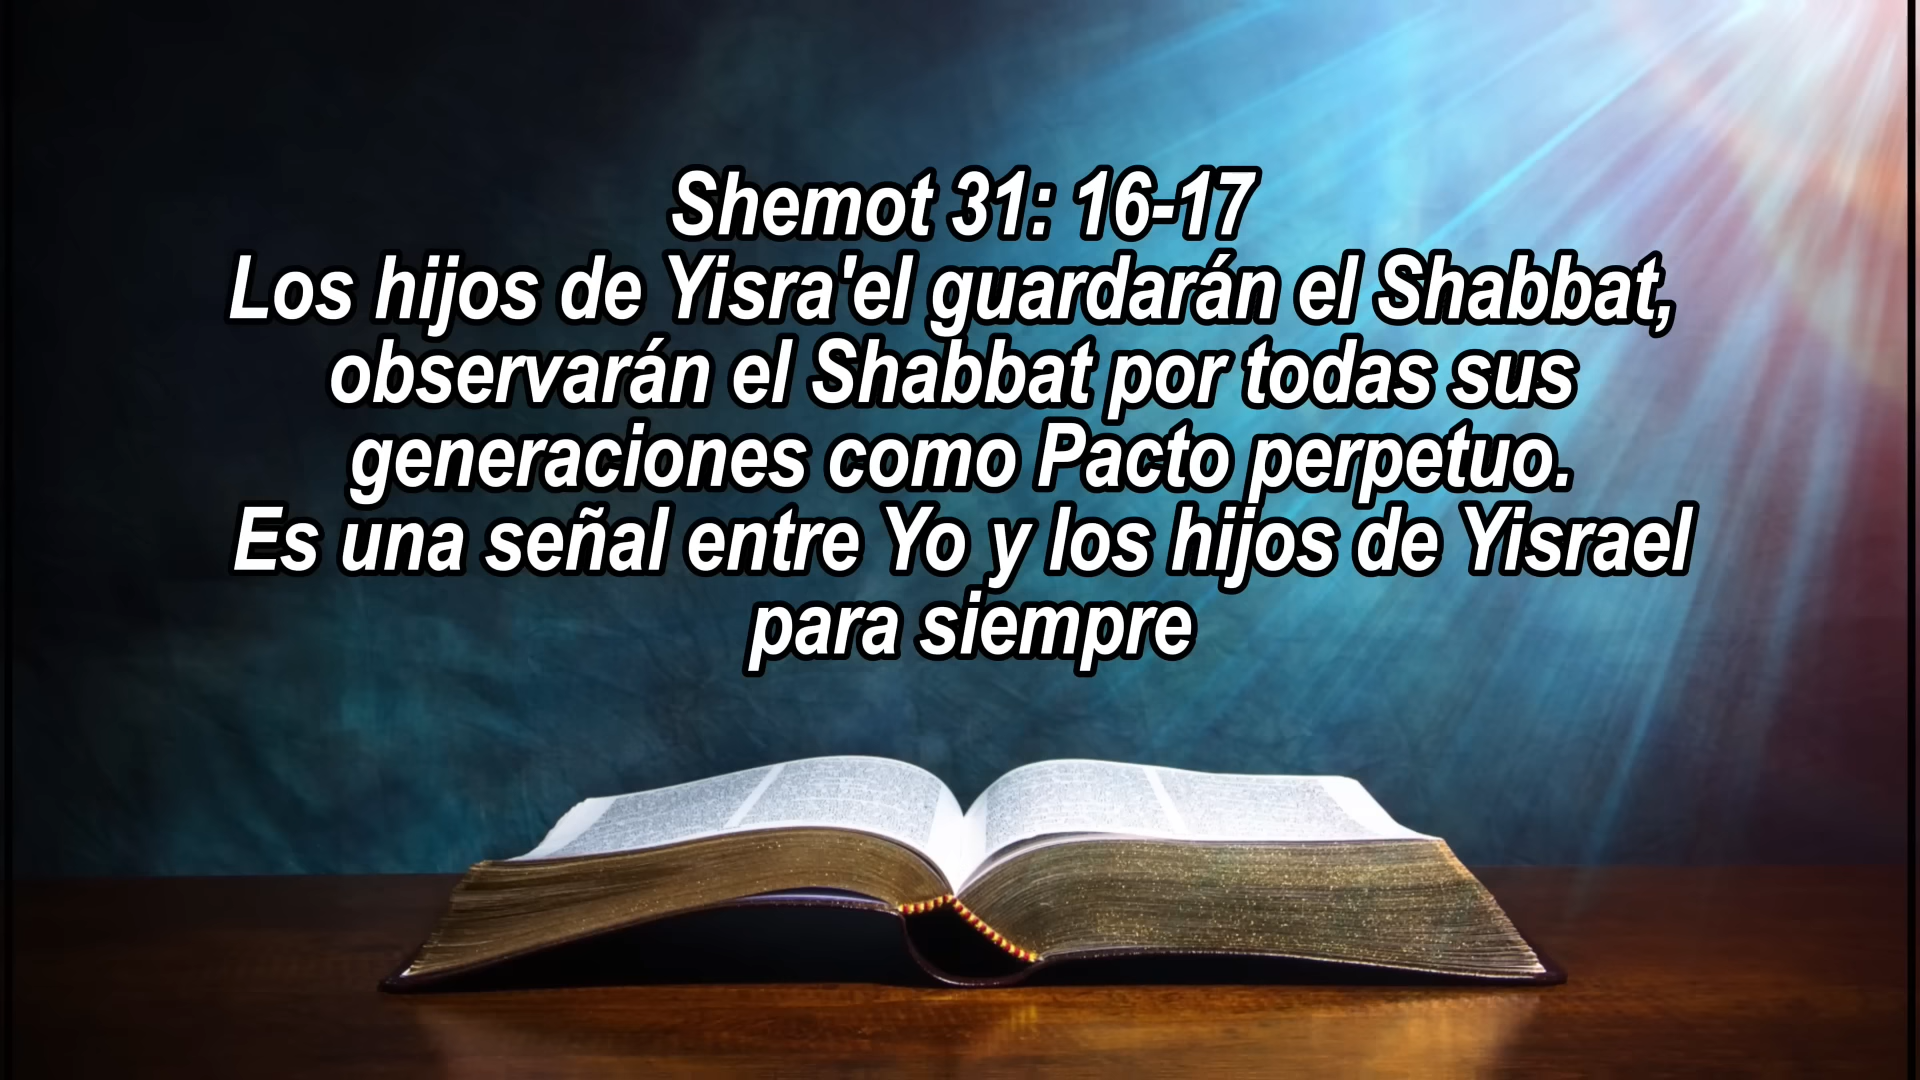 Shemot 31: 16-17
Los hijos de Yisra'el guardarán el Shabbat,
observarán el Shabbat por todas sus
generaciones como Pacto perpetuo.
Es una señal entre Yo y los hijos de Yisrael
para siempre